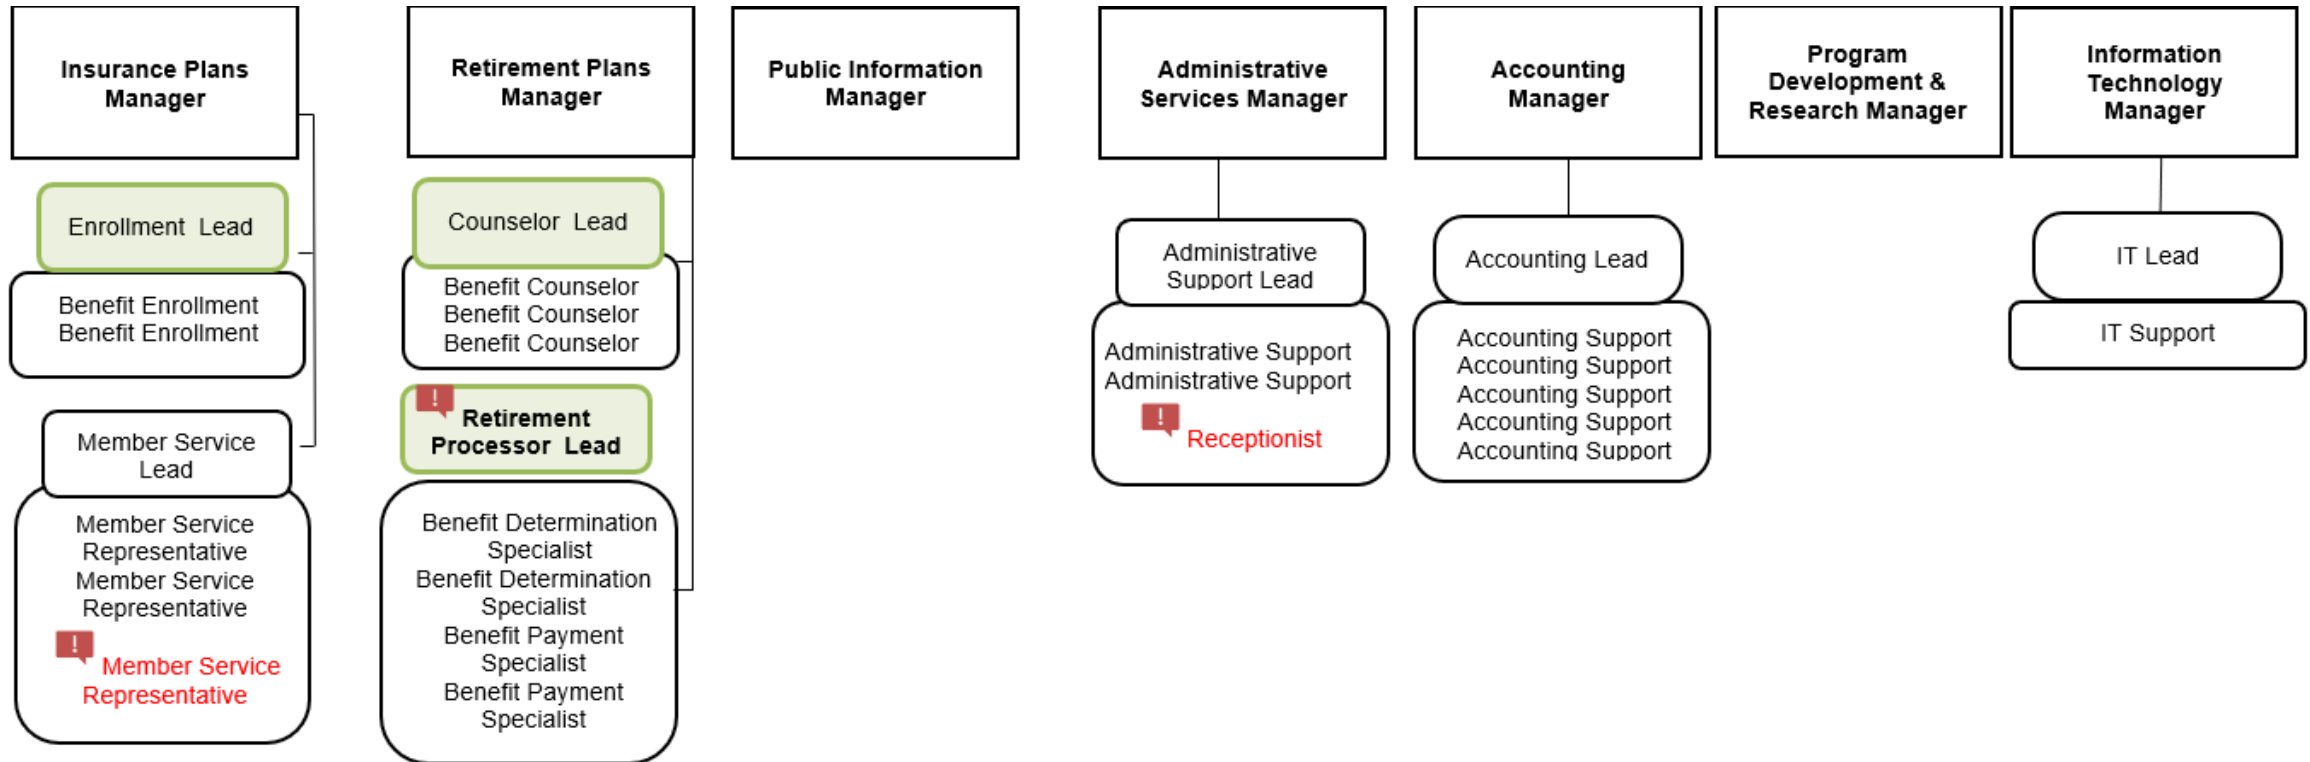 Insurance Plans
Manager
Enrollment Lead
Benefit Enrollment
Benefit Enrollment
Member Service
Lead
Member Service
Representative
Member Service
Representative
!
Member Service
Representative
Retirement Plans
Manager
Counselor Lead
Benefit Counselor
Benefit Counselor
Benefit Counselor
!
Retirement
Processor Lead
Benefit Determination
Specialist
Benefit Determination
Specialist
Benefit Payment
Specialist
Benefit Payment
Specialist
Public Information
Manager
Administrative
Services Manager
Administrative
Support Lead
Administrative Support
Administrative Support
!
Receptionist
Accounting
Manager
Accounting Lead
Accounting Support
Accounting Support
Accounting Support
Accounting Support
Accounting Support
Program
Development &
Research Manager
Information
Technology
Manager
IT Lead
IT Support